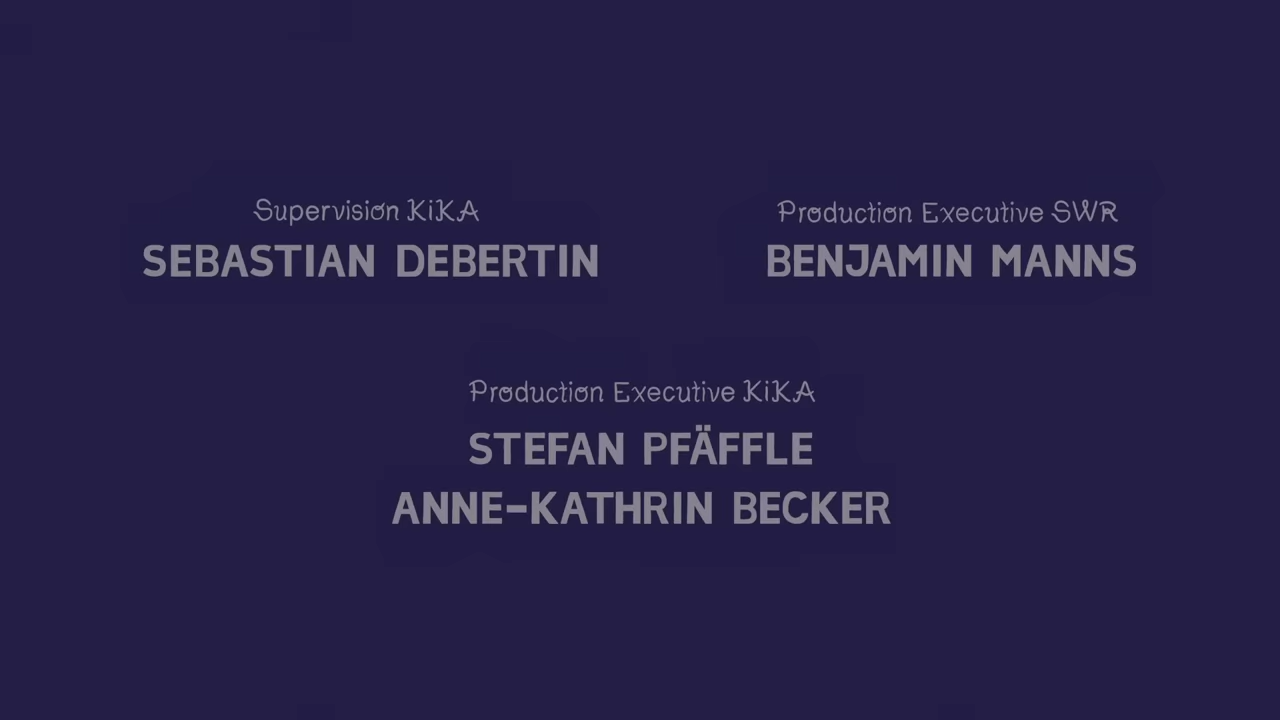 Supervision KiKA
SEBASTIAN DEBERTIN
Production Executive SWR
BENJAMIN MANNS
Production Executive KiKA
STEFAN PFÄFFLE
ANNE-KATHRIN BECKER